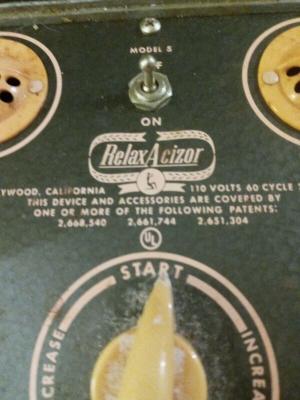 MODEL S
ON
RelaxAcizor
YWOOD, CALIFORNIA 110 VOLTS 60 CYCLE
THIS DEVICE AND ACCESSORIES ARE COVERED BY
ONE OR MORE OF THE FOLLOWING PATENTS:
2,668,540 2,661,744 2,651,304
UL
START
CREASE INCREA